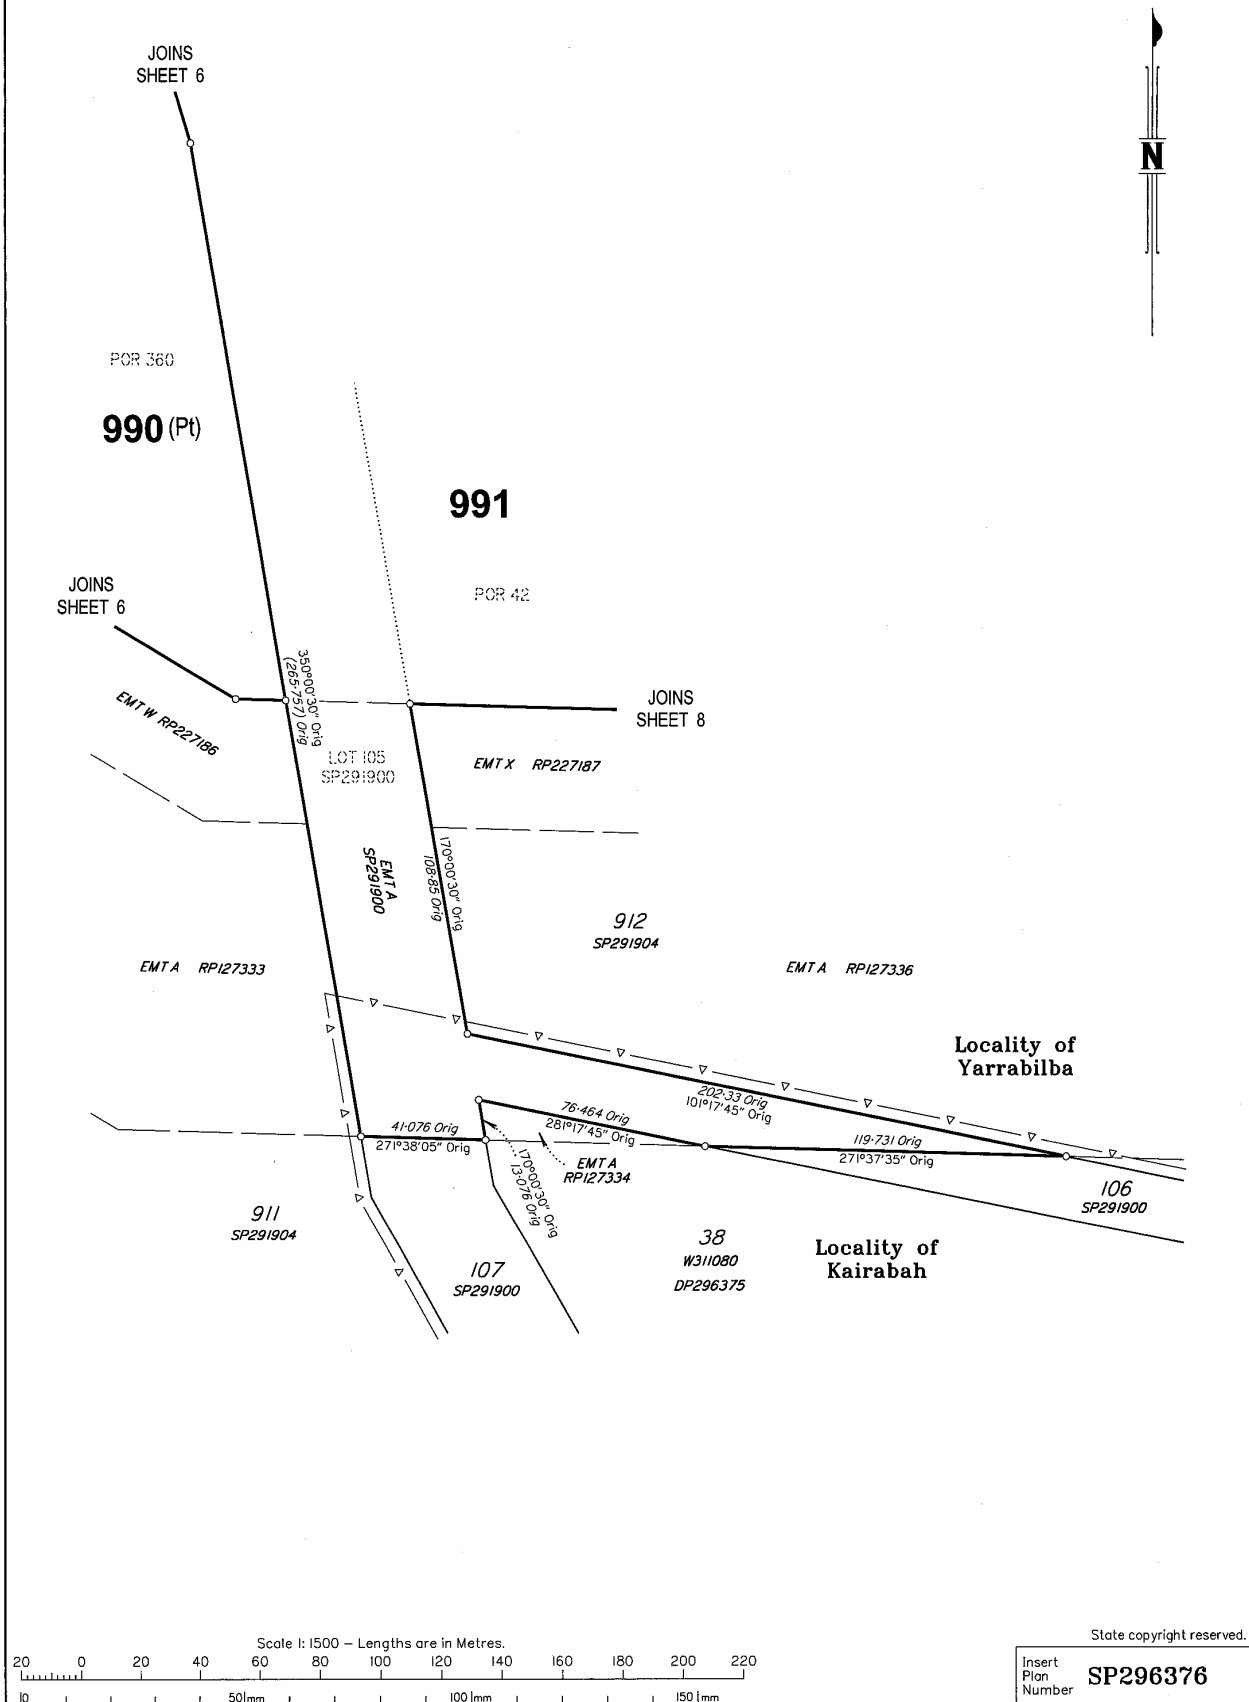 JOINS
SHEET 6
N
POR 360
990 (Pt)
991
JOINS
SHEET 6
POR 42
350°00'30" Orig
(265·757) Orig
JOINS
SHEET 8
EMT W RP227186
LOT 105
SP291900
EMT X RP227187
EMT A
SP291900
170°00'30" Orig
108·85 Orig
912
SP291904
EMT A RP127333
EMT A RP127336
Locality of
Yarrabilba
202·33 Orig
101°17'45" Orig
76·464 Orig
281°17'45" Orig
41·076 Orig
271°38'05" Orig
119·731 Orig
271°37'35" Orig
170°00'30" Orig
13·076 Orig
EMT A
RP127334
106
SP291900
911
SP291904
107
SP291900
38
W311080
DP296375
Locality of
Kairabah
Scale 1:1500 – Lengths are in Metres.
20 0 20 40 60 80 100 120 140 160 180 200 220
10 50mm 100mm 150mm
State copyright reserved.
Insert
Plan
Number
SP296376